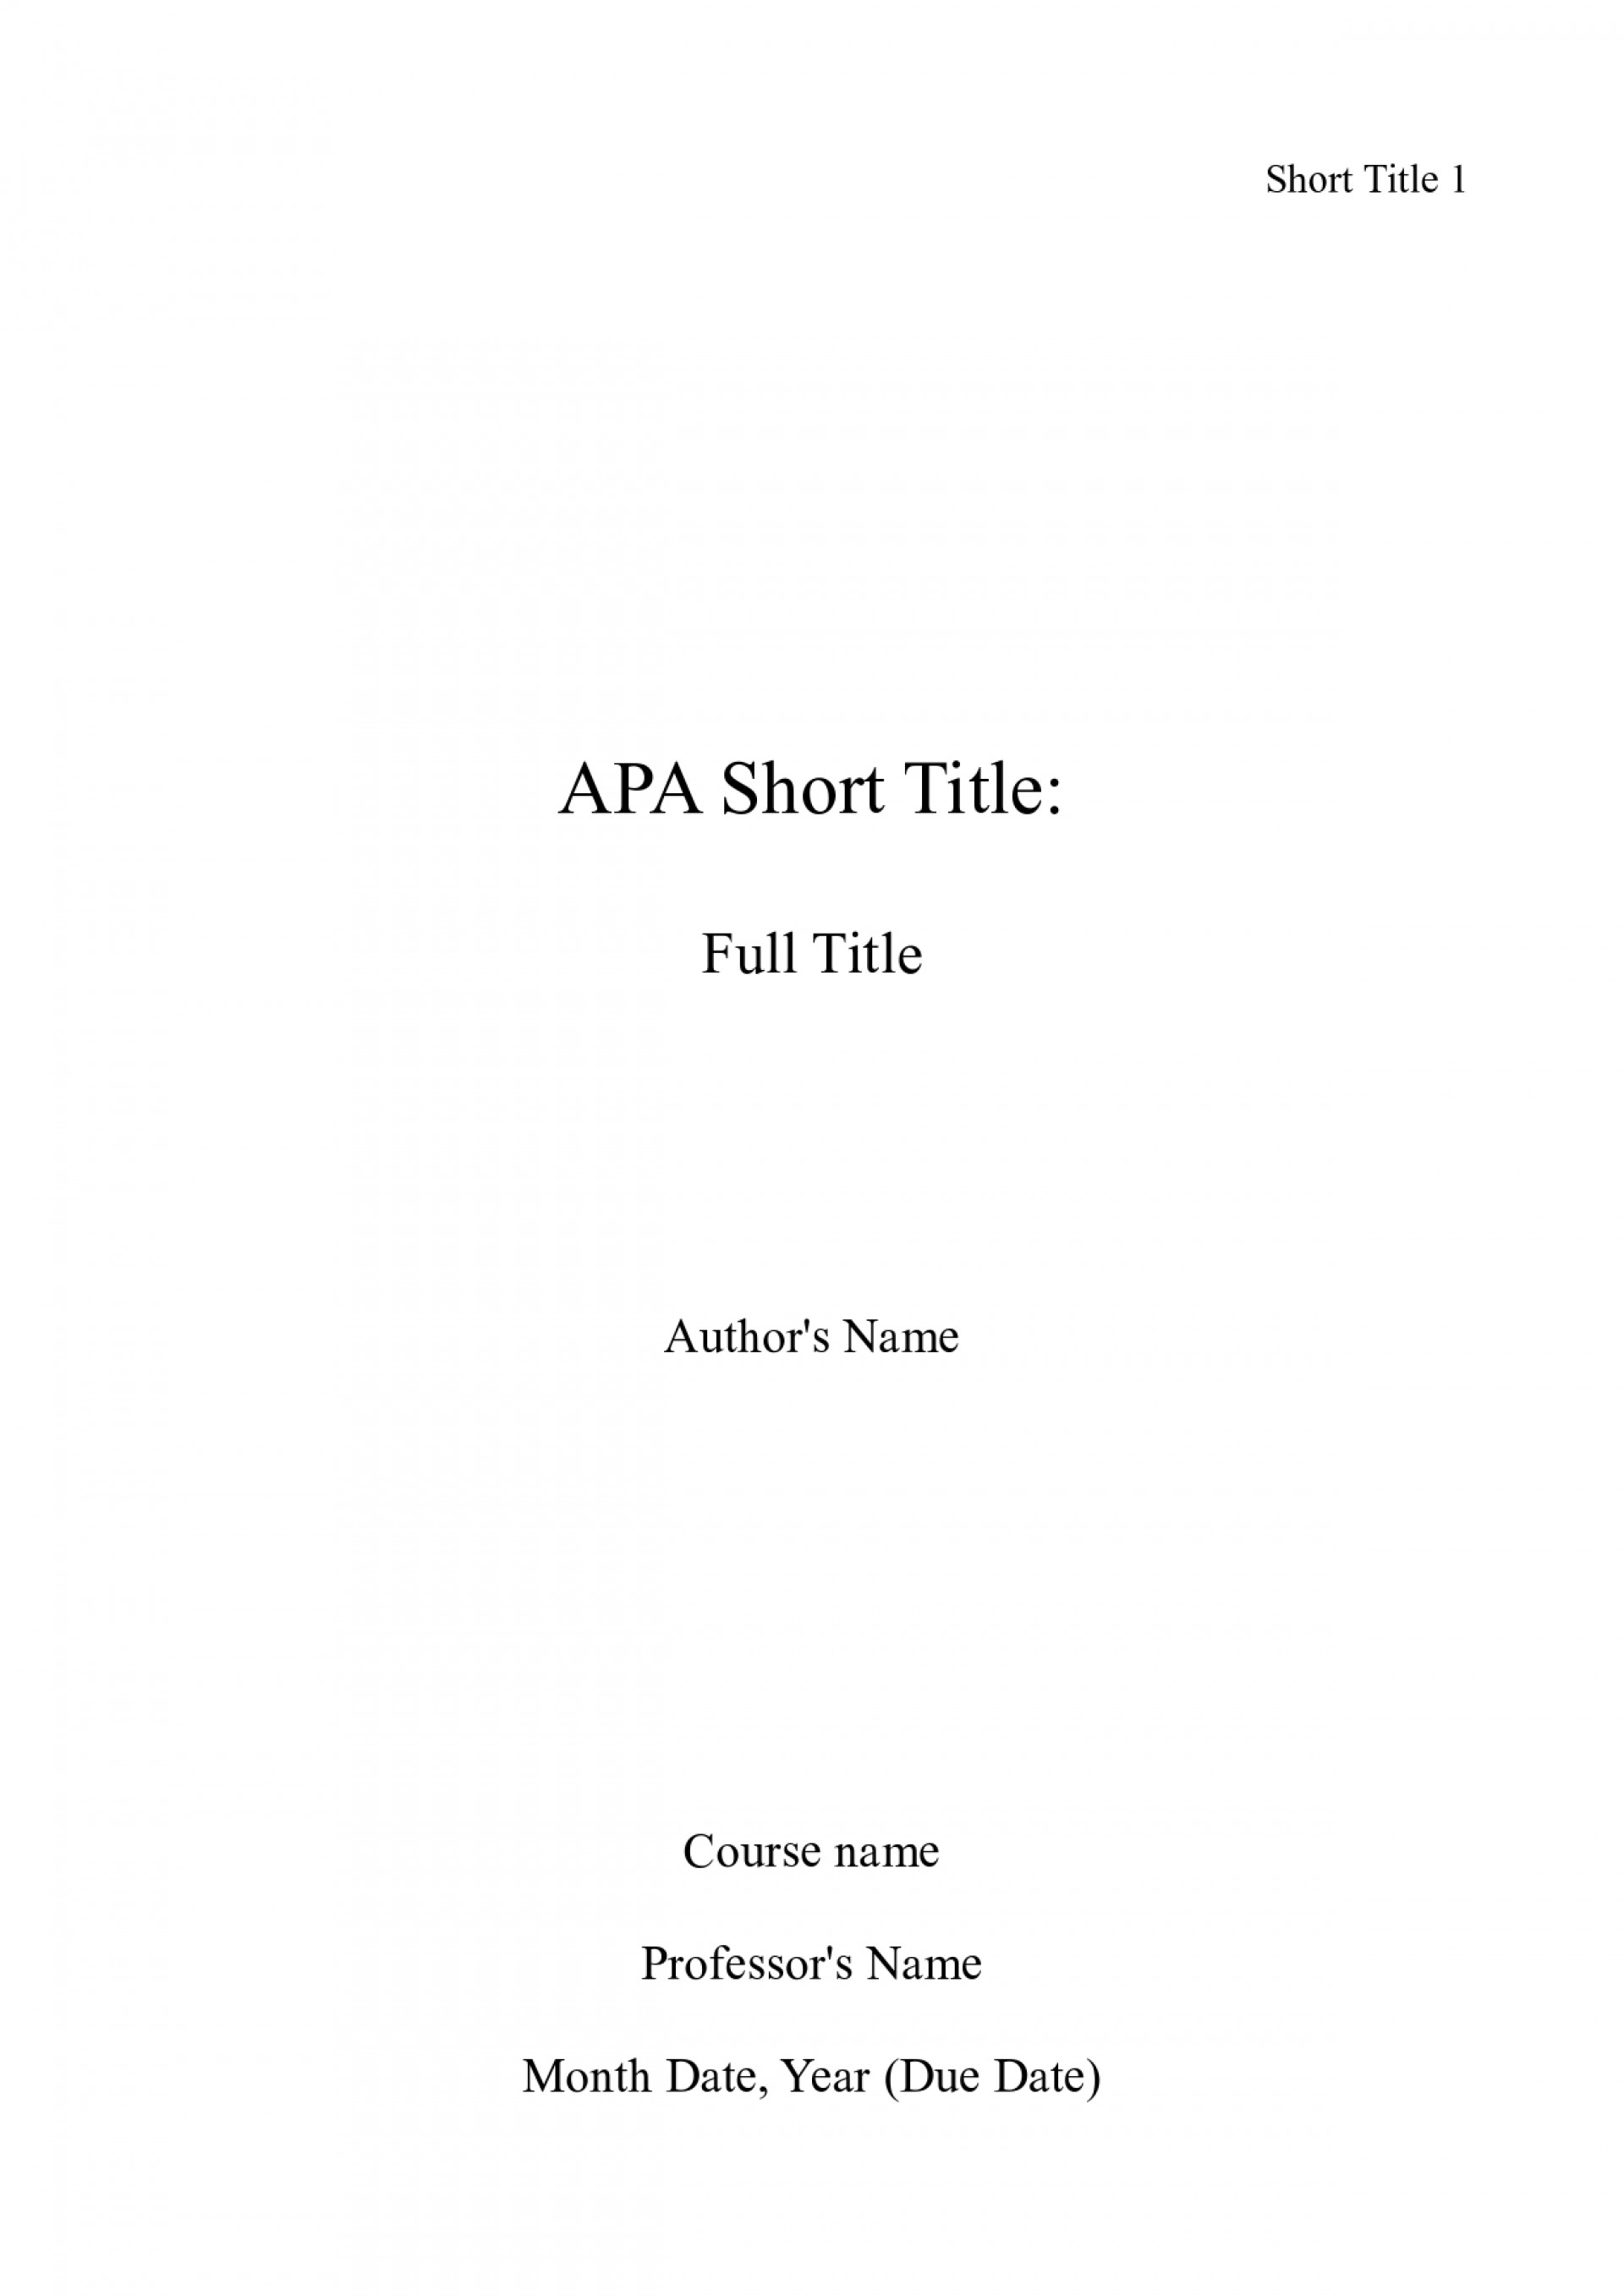 Short Title 1
APA Short Title:
Full Title
Author's Name
Course name
Professor's Name
Month Date, Year (Due Date)